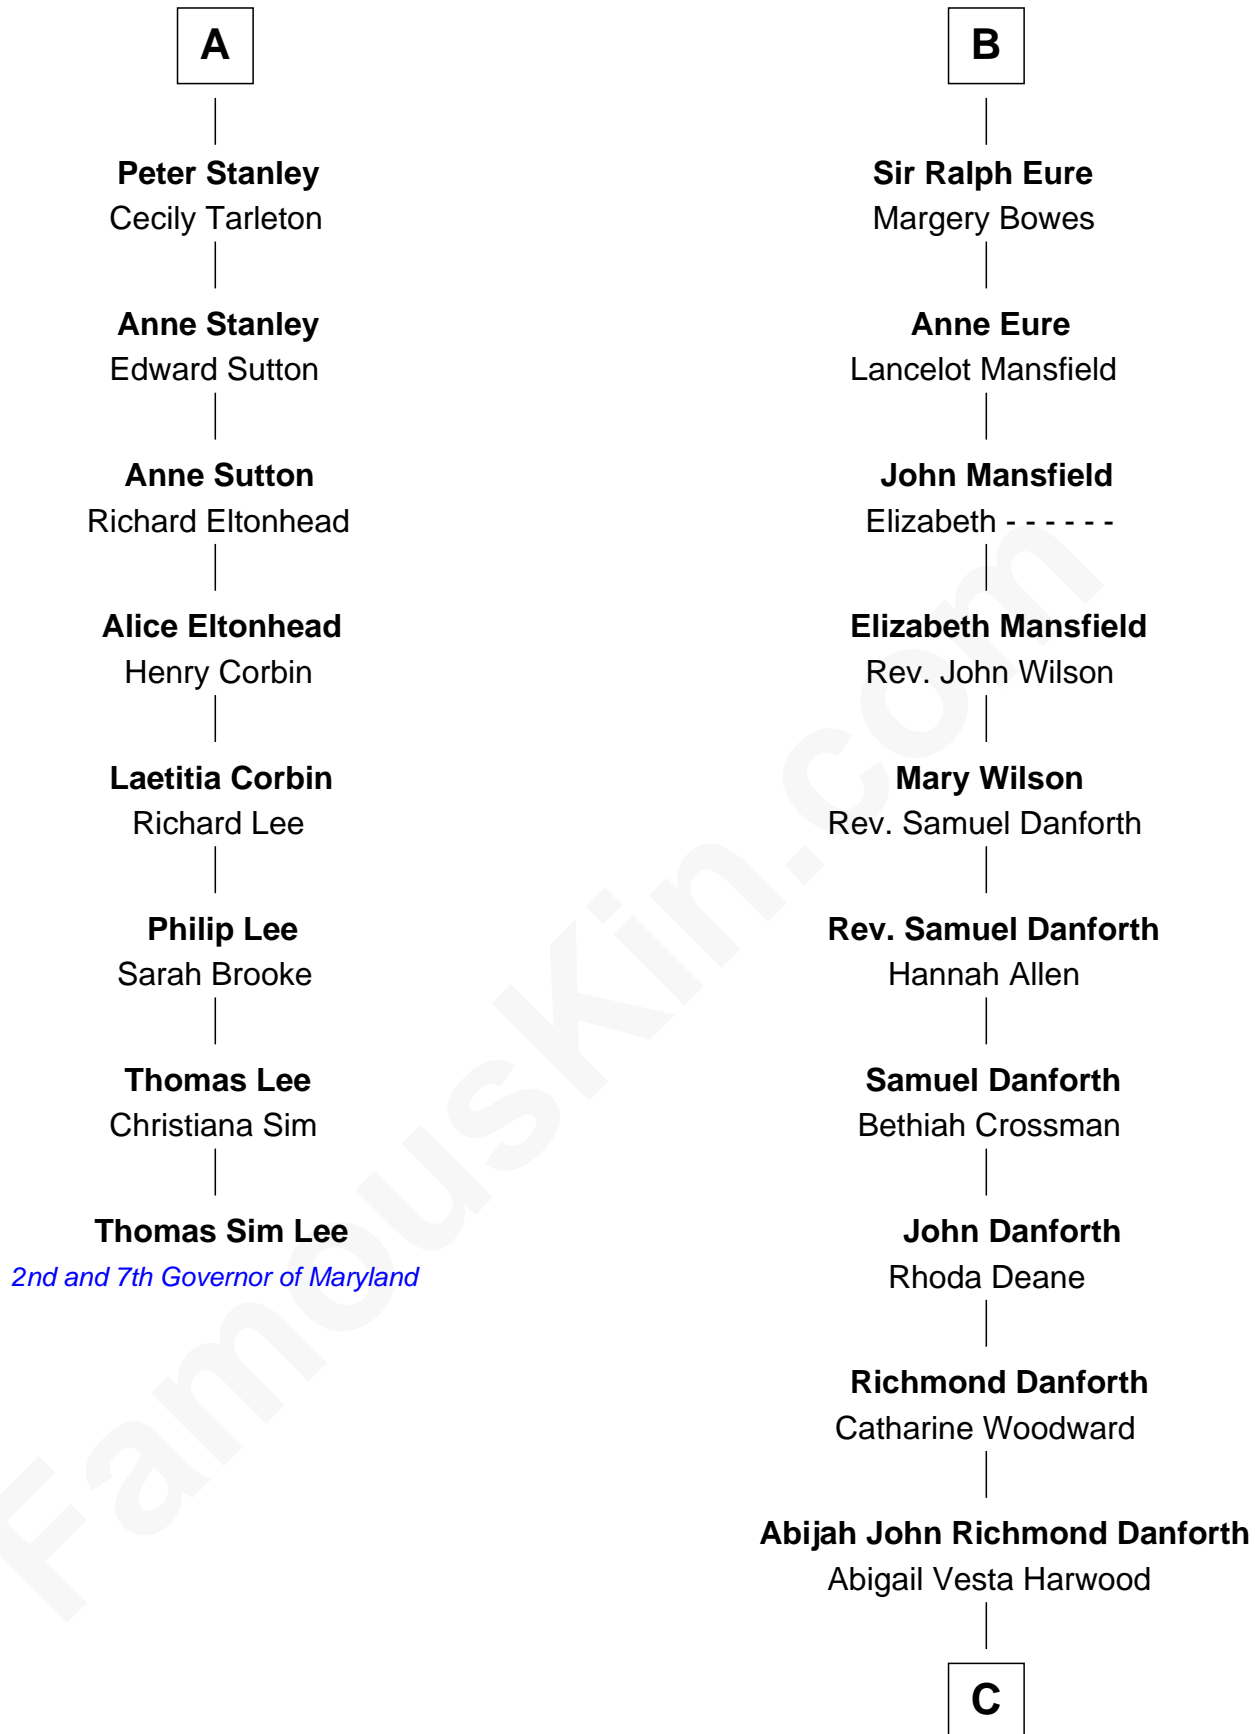 A
Peter Stanley
Cecily Tarleton
Anne Stanley
Edward Sutton
Anne Sutton
Richard Eltonhead
Alice Eltonhead
Henry Corbin
Laetitia Corbin
Richard Lee
Philip Lee
Sarah Brooke
Thomas Lee
Christiana Sim
Thomas Sim Lee
2nd and 7th Governor of Maryland
B
Sir Ralph Eure
Margery Bowes
Anne Eure
Lancelot Mansfield
John Mansfield
Elizabeth - - - - - -
Elizabeth Mansfield
Rev. John Wilson
Mary Wilson
Rev. Samuel Danforth
Rev. Samuel Danforth
Hannah Allen
Samuel Danforth
Bethiah Crossman
John Danforth
Rhoda Deane
Richmond Danforth
Catharine Woodward
Abijah John Richmond Danforth
Abigail Vesta Harwood
C
FamousKin.com